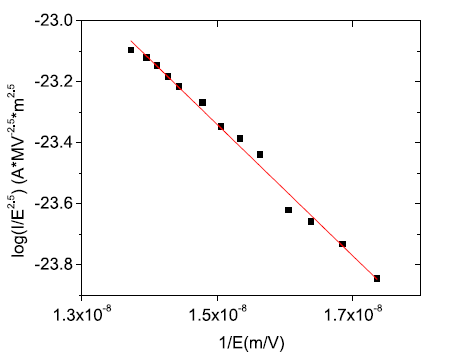 -23.0
-23.2
-23.4
-23.6
-23.8
log(I/E^2.5) (A*MV^-2.5*m^2.5
1.3x10^-8
1.5x10^-8
1.7x10^-8
1/E(m/V)